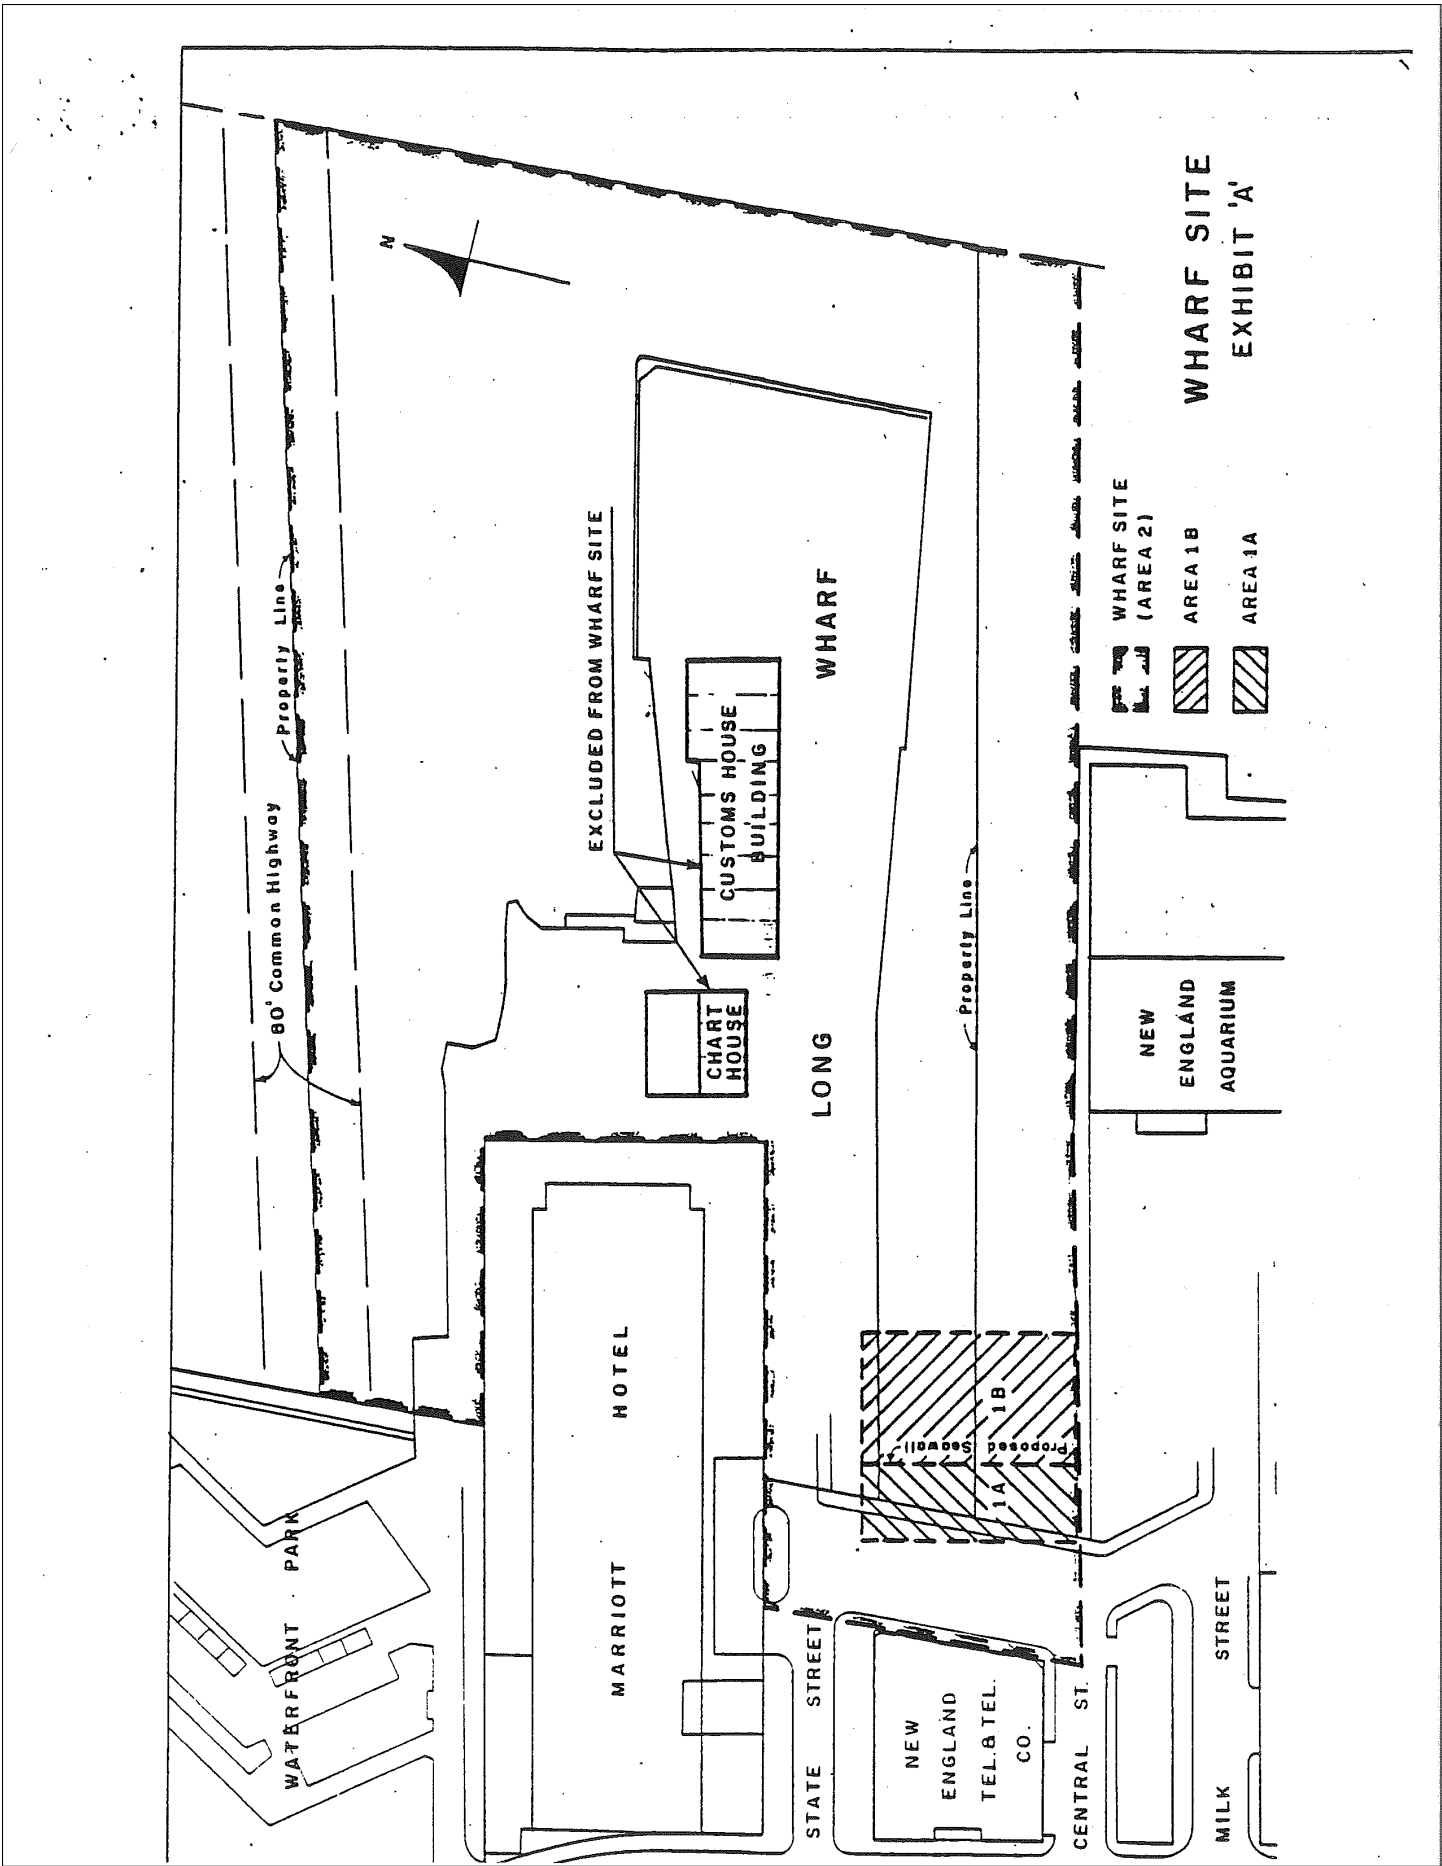 WHARF SITE
EXHIBIT 'A'
WHARF SITE
(AREA 2)
AREA 1B
AREA 1A
N
80' Common Highway
Property Line
EXCLUDED FROM WHARF SITE
CUSTOMS HOUSE
BUILDING
CHART
HOUSE
LONG WHARF
Property Line
NEW
ENGLAND
AQUARIUM
MARRIOTT HOTEL
WATERFRONT PARK
1A
1B
Proposed Seawall
STATE STREET
NEW
ENGLAND
TEL. & TEL.
CO.
CENTRAL ST.
MILK STREET